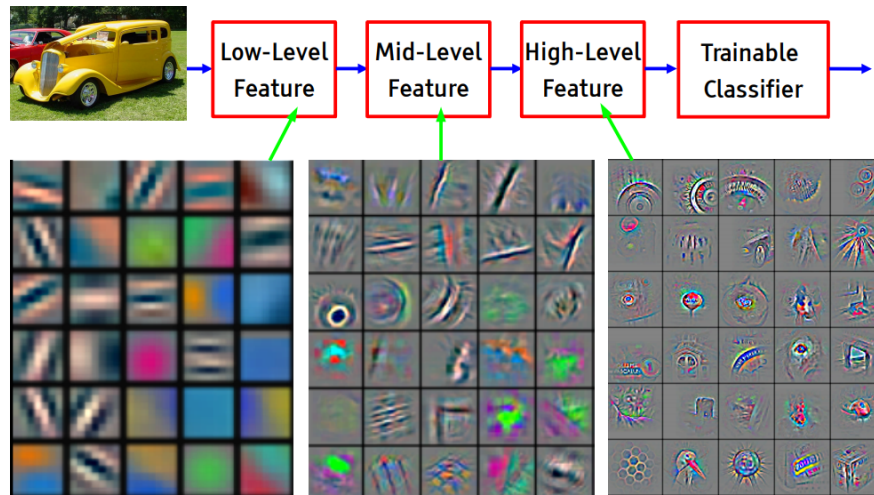 Low-Level
Feature
Mid-Level
Feature
High-Level
Feature
Trainable
Classifier